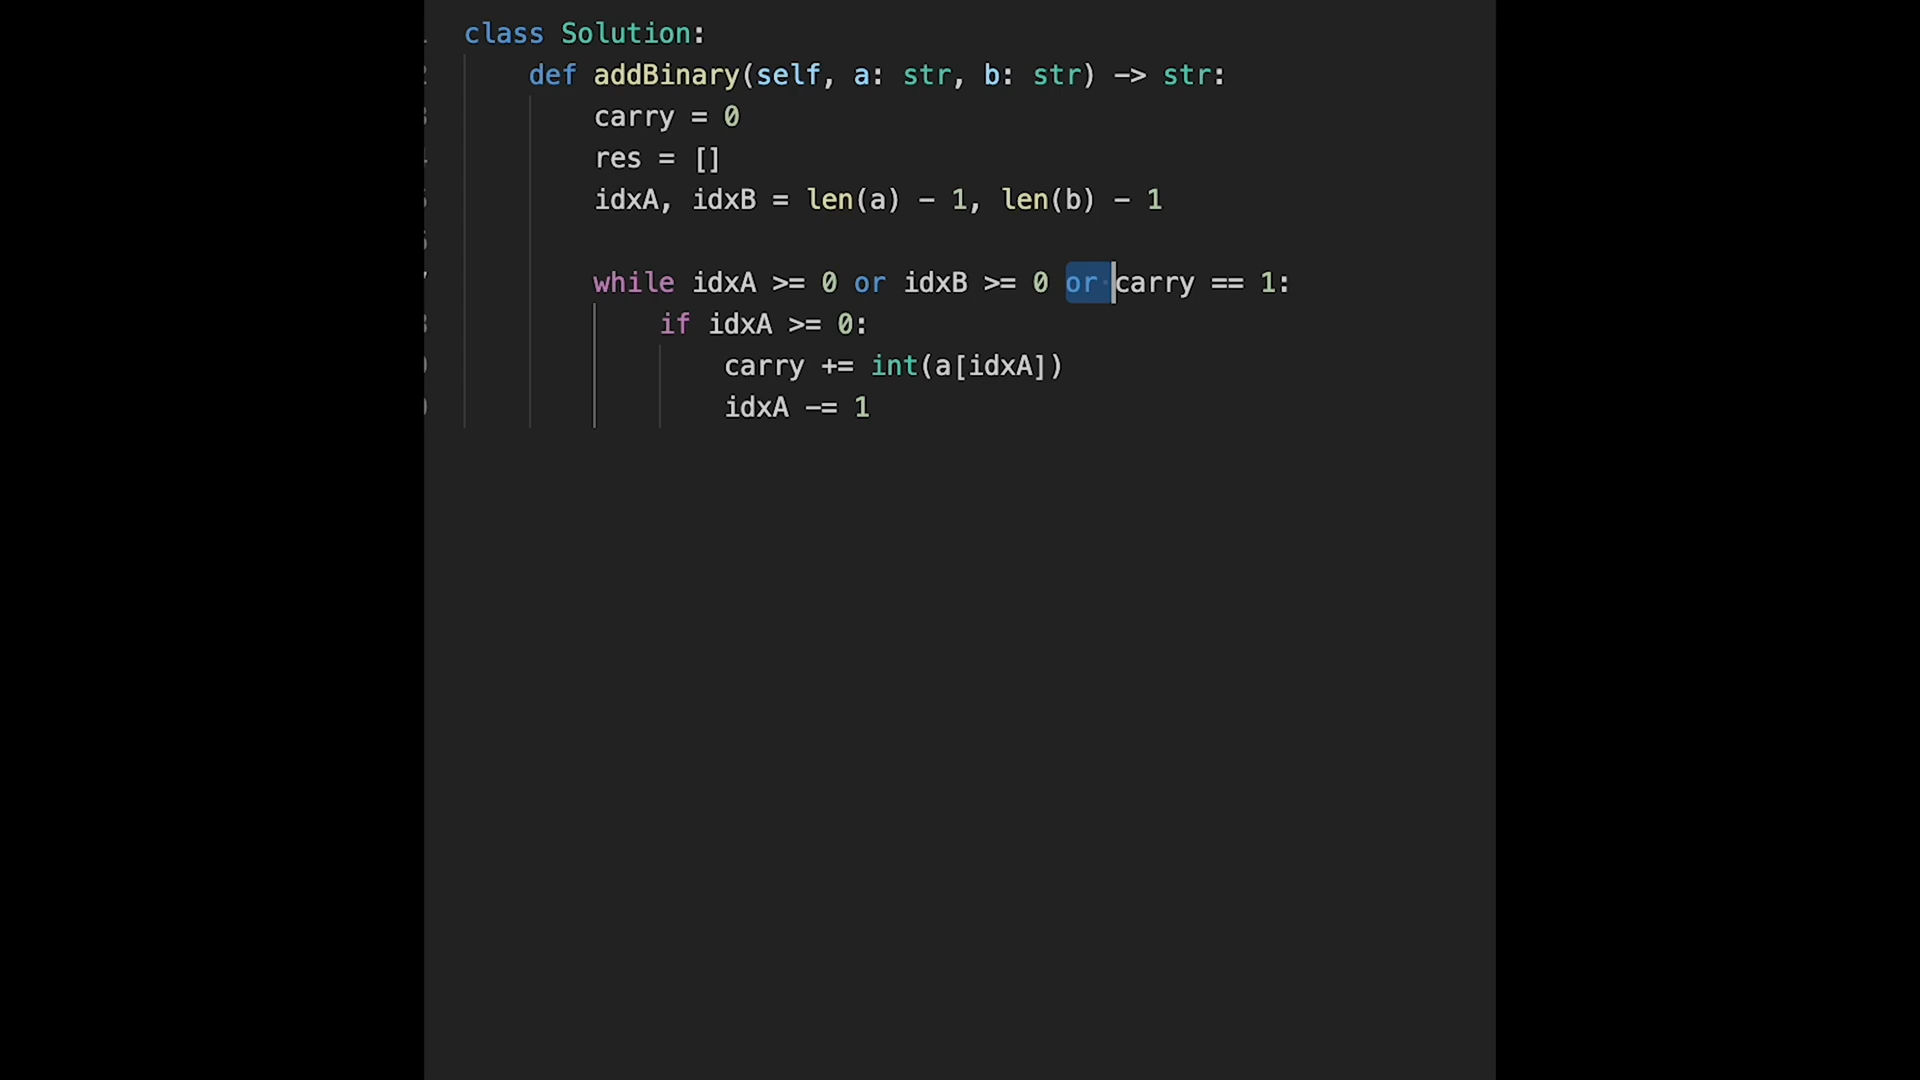 class Solution:
def addBinary(self, a: str, b: str) -> str:
carry = 0
res = []
idxA, idxB = len(a) - 1, len(b) - 1
while idxA >= 0 or idxB >= 0 or carry == 1:
if idxA >= 0:
carry += int(a[idxA])
idxA -= 1